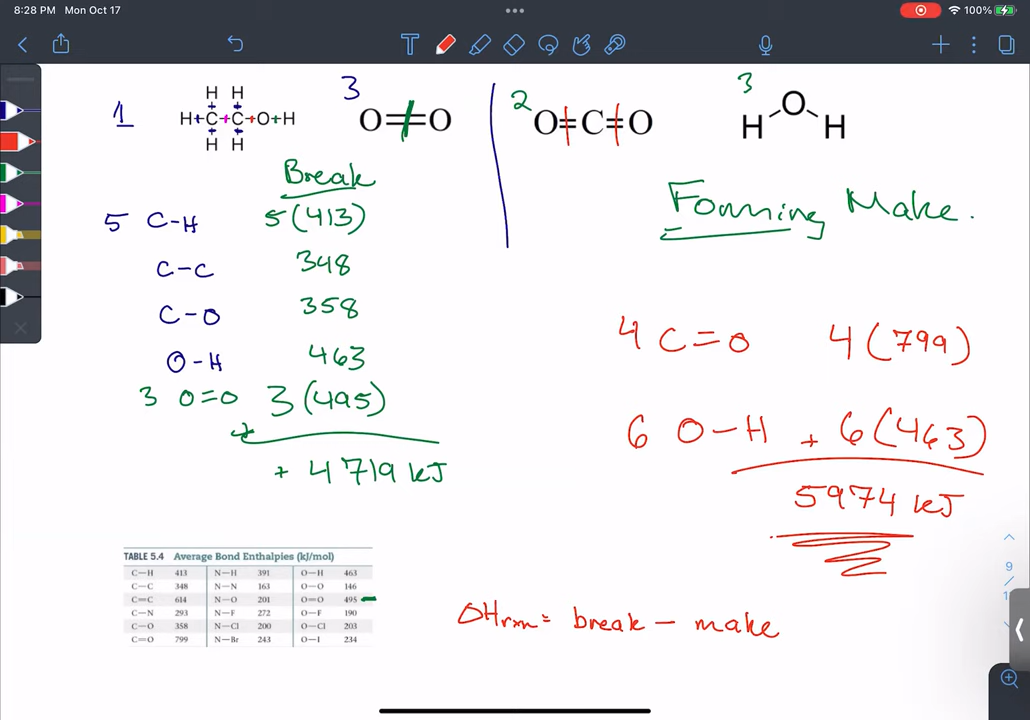 8:28 PM Mon Oct 17
100%
T
1
H H
H C C O H
H H
3
O=O
2
O=C=O
3
O
H H
Break
Forming Make.
5 C-H 5(413)
C-C 348
C-O 358
O-H 463
3 O=O 3(495)
+
+ 4719 kJ
4 C=O 4(799)
6 O-H + 6(463)
5974 kJ
TABLE 5.4 Average Bond Enthalpies (kJ/mol)
C—H 413 N—H 391 O—H 463
C—C 348 N—N 163 O—O 146
C=C 614 N—O 201 O=O 495
C—N 293 N—F 272 O—F 190
C—O 358 N—Cl 200 O—Cl 203
C=O 799 N—Br 243 O—I 234
ΔHrxn = break - make
9